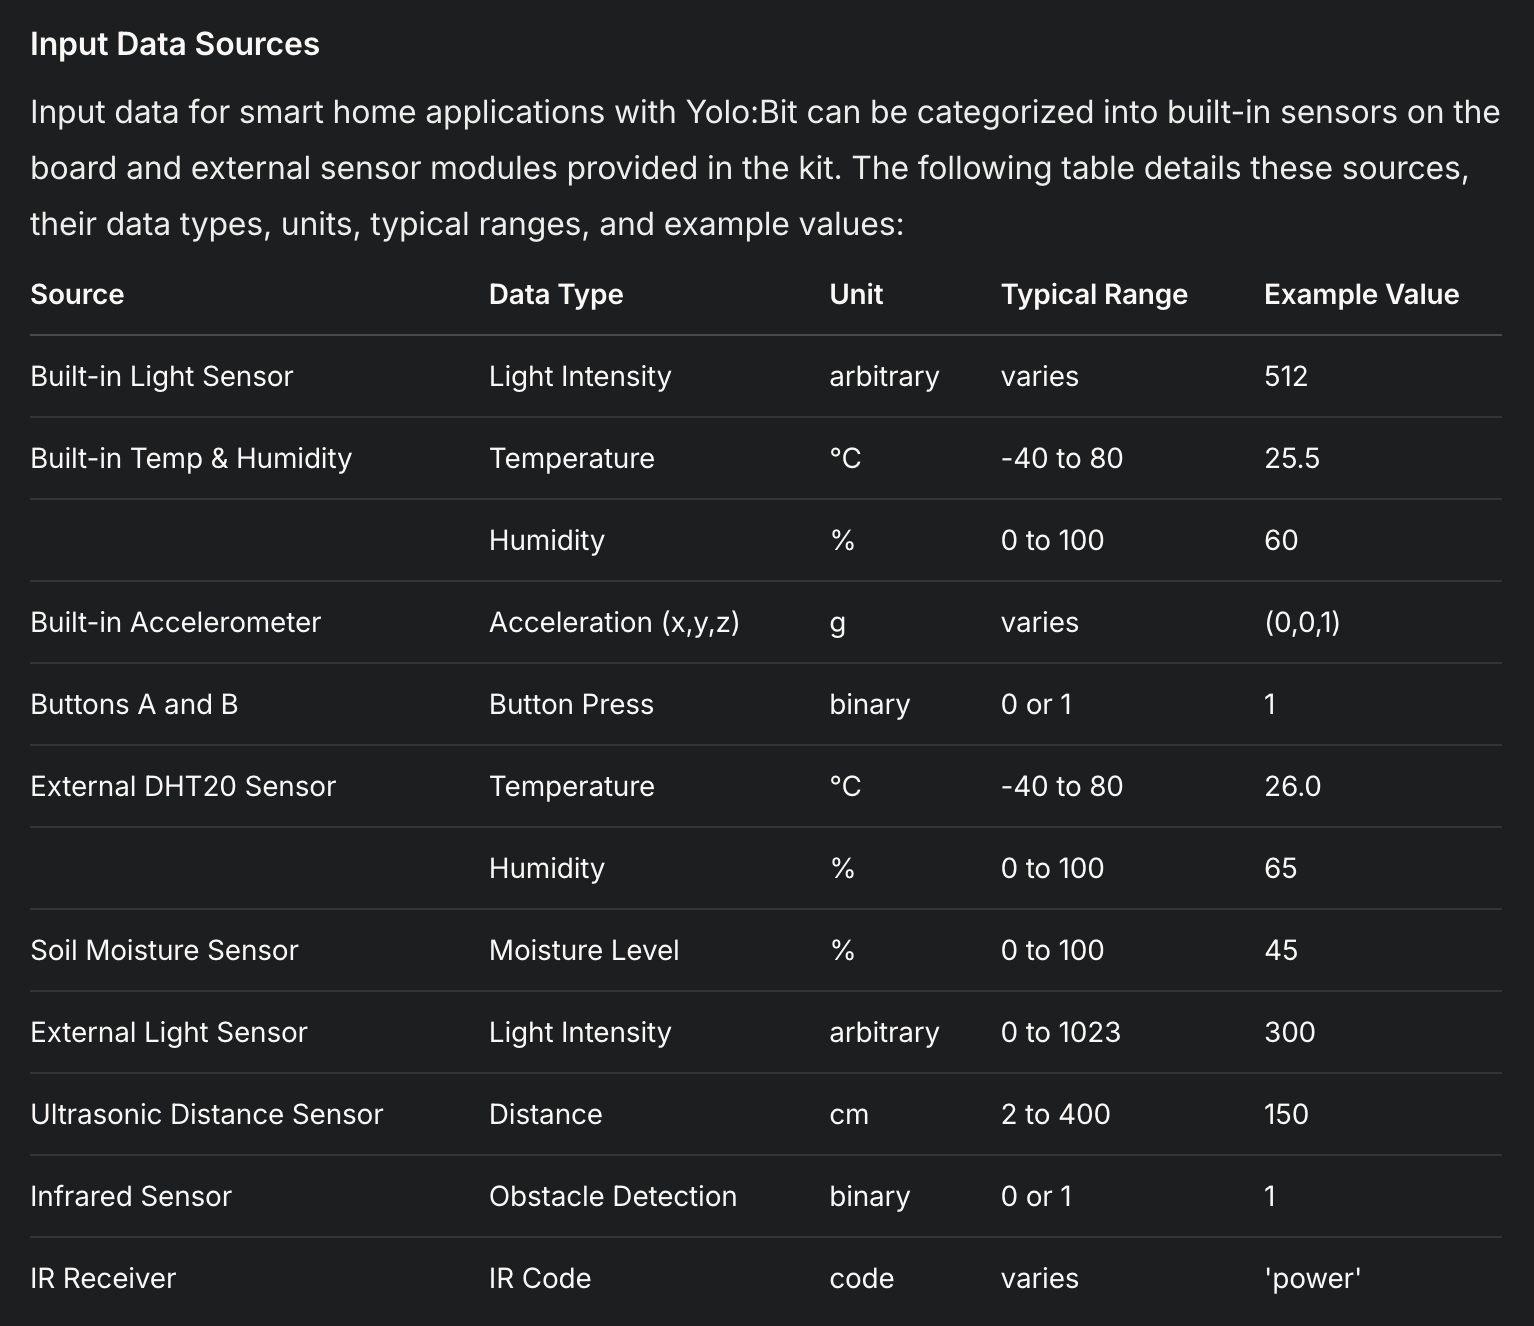 Input Data Sources
Input data for smart home applications with Yolo:Bit can be categorized into built-in sensors on the
board and external sensor modules provided in the kit. The following table details these sources,
their data types, units, typical ranges, and example values:
Source Data Type Unit Typical Range Example Value
Built-in Light Sensor Light Intensity arbitrary varies 512
Built-in Temp & Humidity Temperature °C -40 to 80 25.5
Humidity % 0 to 100 60
Built-in Accelerometer Acceleration (x,y,z) g varies (0,0,1)
Buttons A and B Button Press binary 0 or 1 1
External DHT20 Sensor Temperature °C -40 to 80 26.0
Humidity % 0 to 100 65
Soil Moisture Sensor Moisture Level % 0 to 100 45
External Light Sensor Light Intensity arbitrary 0 to 1023 300
Ultrasonic Distance Sensor Distance cm 2 to 400 150
Infrared Sensor Obstacle Detection binary 0 or 1 1
IR Receiver IR Code code varies 'power'